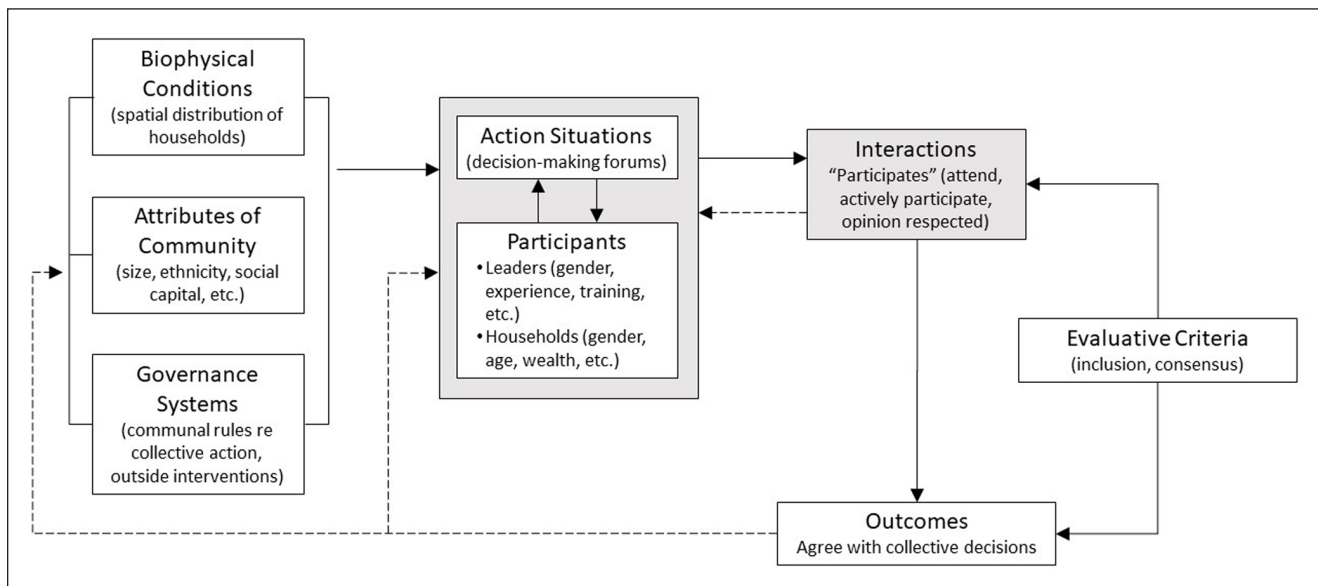 Biophysical
Conditions
(spatial distribution of
households)
Attributes of
Community
(size, ethnicity, social
capital, etc.)
Governance
Systems
(communal rules re
collective action,
outside interventions)
Action Situations
(decision-making forums)
Participants
•Leaders (gender,
experience, training,
etc.)
•Households (gender,
age, wealth, etc.)
Interactions
“Participates” (attend,
actively participate,
opinion respected)
Evaluative Criteria
(inclusion, consensus)
Outcomes
Agree with collective decisions